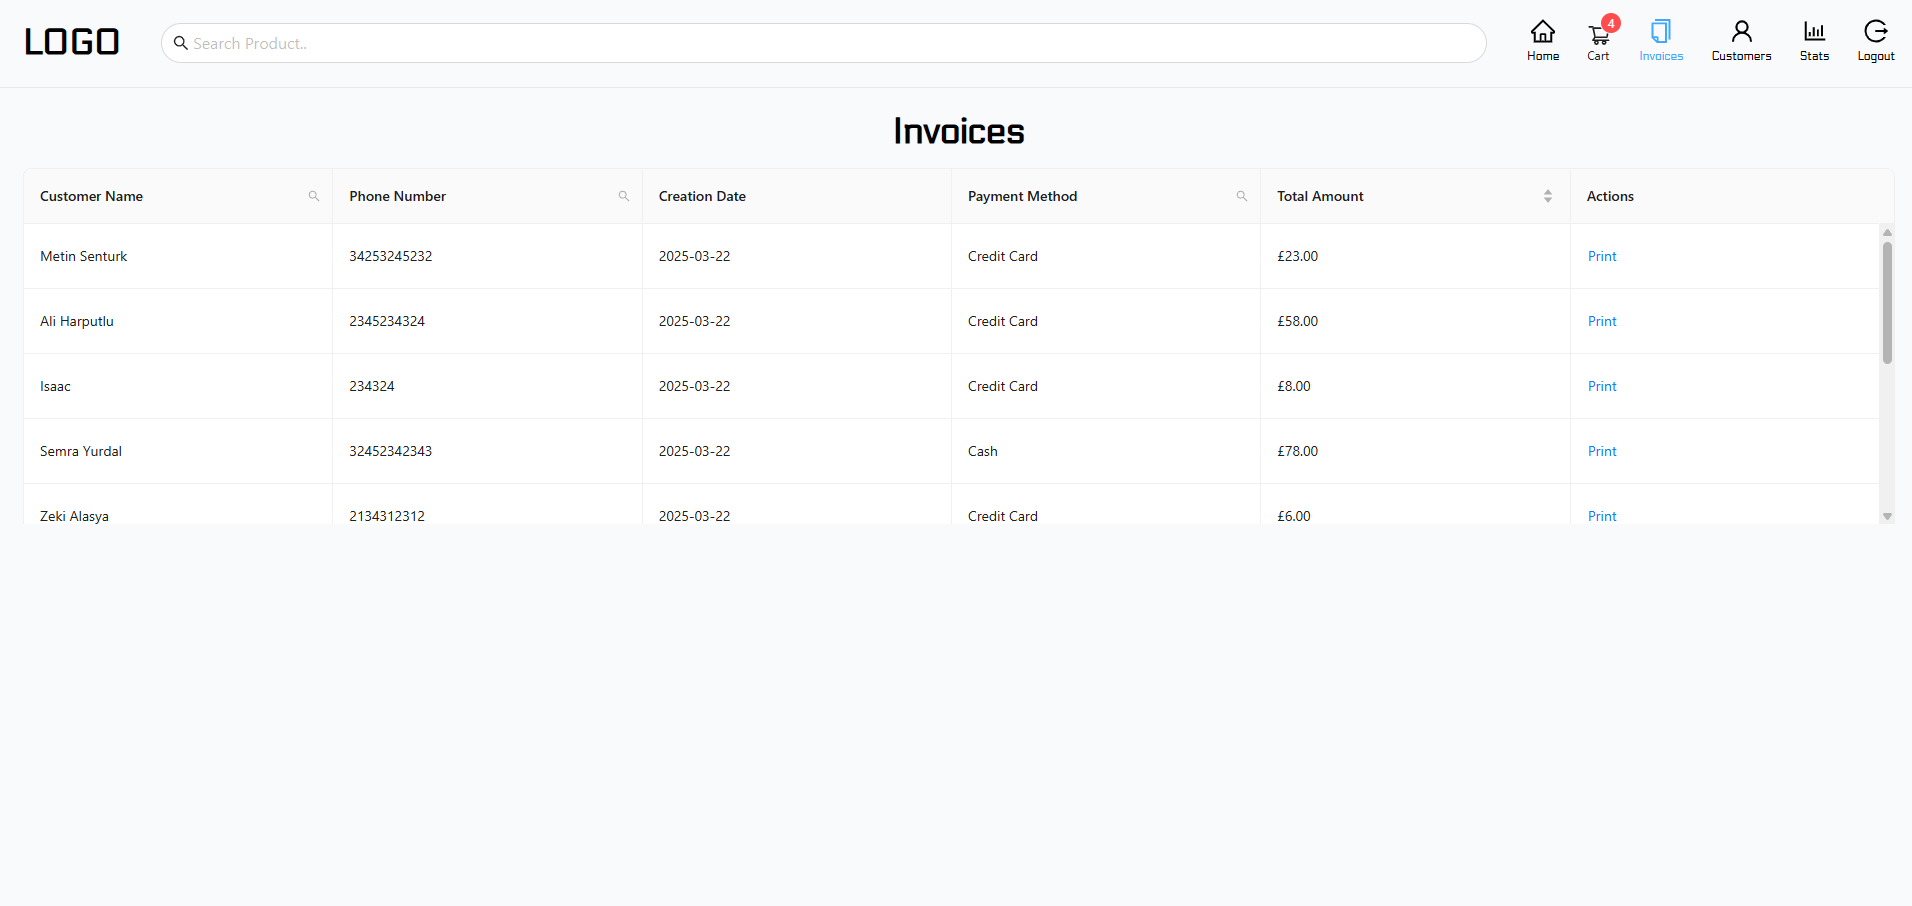 LOGO
Search Product..
Home
4
Cart
Invoices
Customers
Stats
Logout
Invoices
Customer Name Phone Number Creation Date Payment Method Total Amount Actions
Metin Senturk 34253245232 2025-03-22 Credit Card £23.00 Print
Ali Harputlu 2345234324 2025-03-22 Credit Card £58.00 Print
Isaac 234324 2025-03-22 Credit Card £8.00 Print
Semra Yurdal 32452342343 2025-03-22 Cash £78.00 Print
Zeki Alasya 2134312312 2025-03-22 Credit Card £6.00 Print